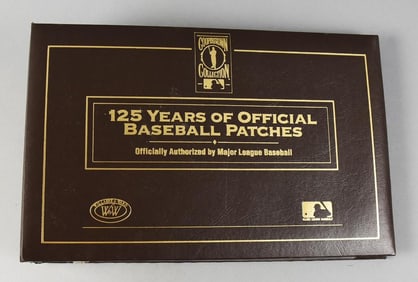 COOPERSTOWN
COLLECTION
125 YEARS OF OFFICIAL
BASEBALL PATCHES
Officially Authorized by Major League Baseball